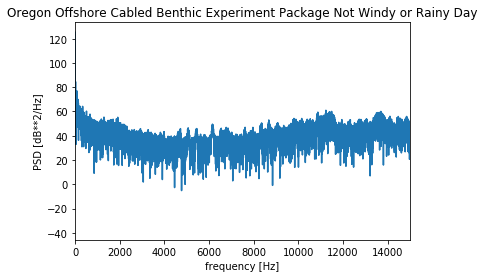 Oregon Offshore Cabled Benthic Experiment Package Not Windy or Rainy Day
120
100
80
60
40
20
0
−20
−40
PSD [dB**2/Hz]
0 2000 4000 6000 8000 10000 12000 14000
frequency [Hz]